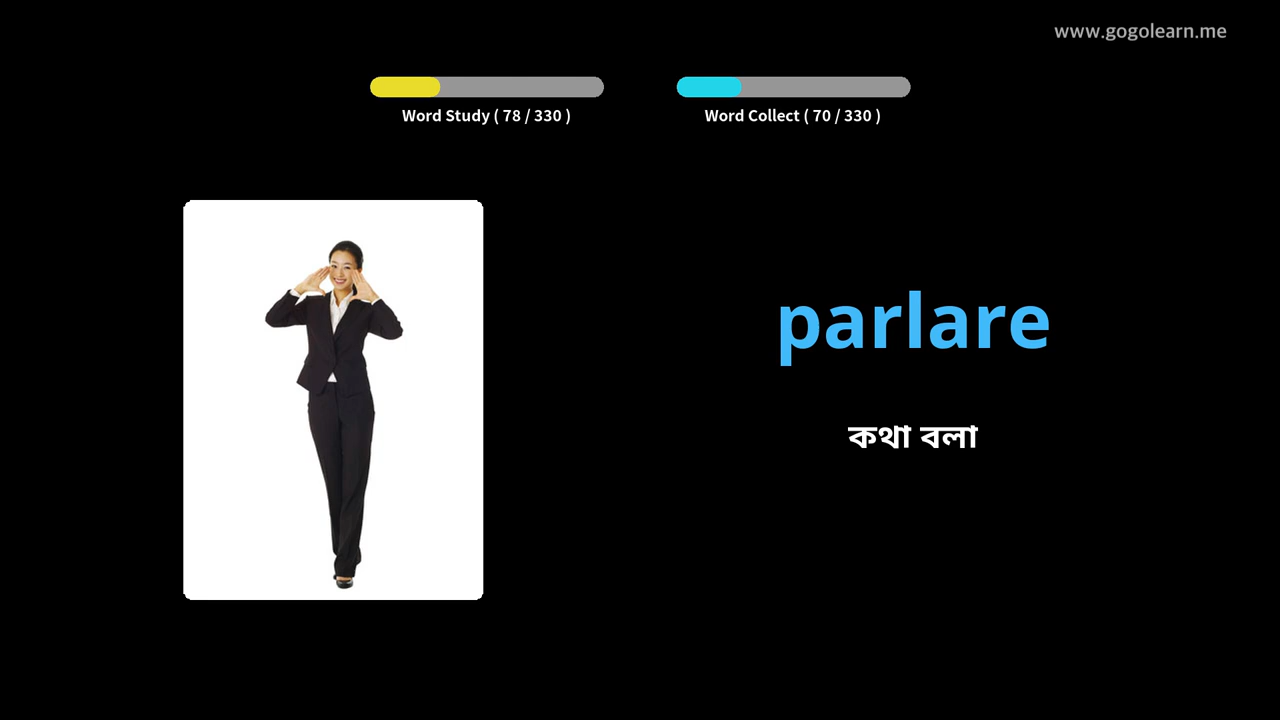 www.gogolearn.me
Word Study ( 78 / 330 )
Word Collect ( 70 / 330 )
parlare
কথা বলা